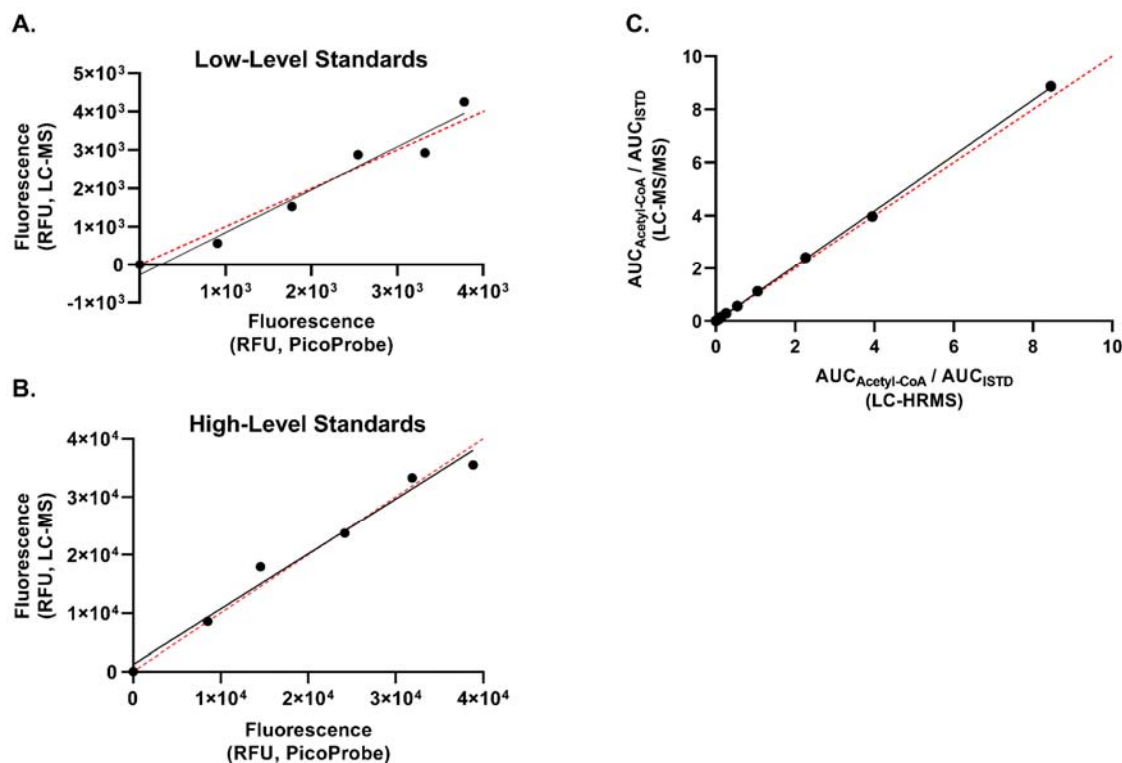 A.
Low-Level Standards
Fluorescence
(RFU, LC-MS)
5×10³
4×10³
3×10³
2×10³
1×10³
0
-1×10³
1×10³ 2×10³ 3×10³ 4×10³
Fluorescence
(RFU, PicoProbe)
B.
High-Level Standards
Fluorescence
(RFU, LC-MS)
4×10⁴
3×10⁴
2×10⁴
1×10⁴
0
0 1×10⁴ 2×10⁴ 3×10⁴ 4×10⁴
Fluorescence
(RFU, PicoProbe)
C.
AUC_Acetyl-CoA / AUC_ISTD
(LC-MS/MS)
10
8
6
4
2
0
0 2 4 6 8 10
AUC_Acetyl-CoA / AUC_ISTD
(LC-HRMS)